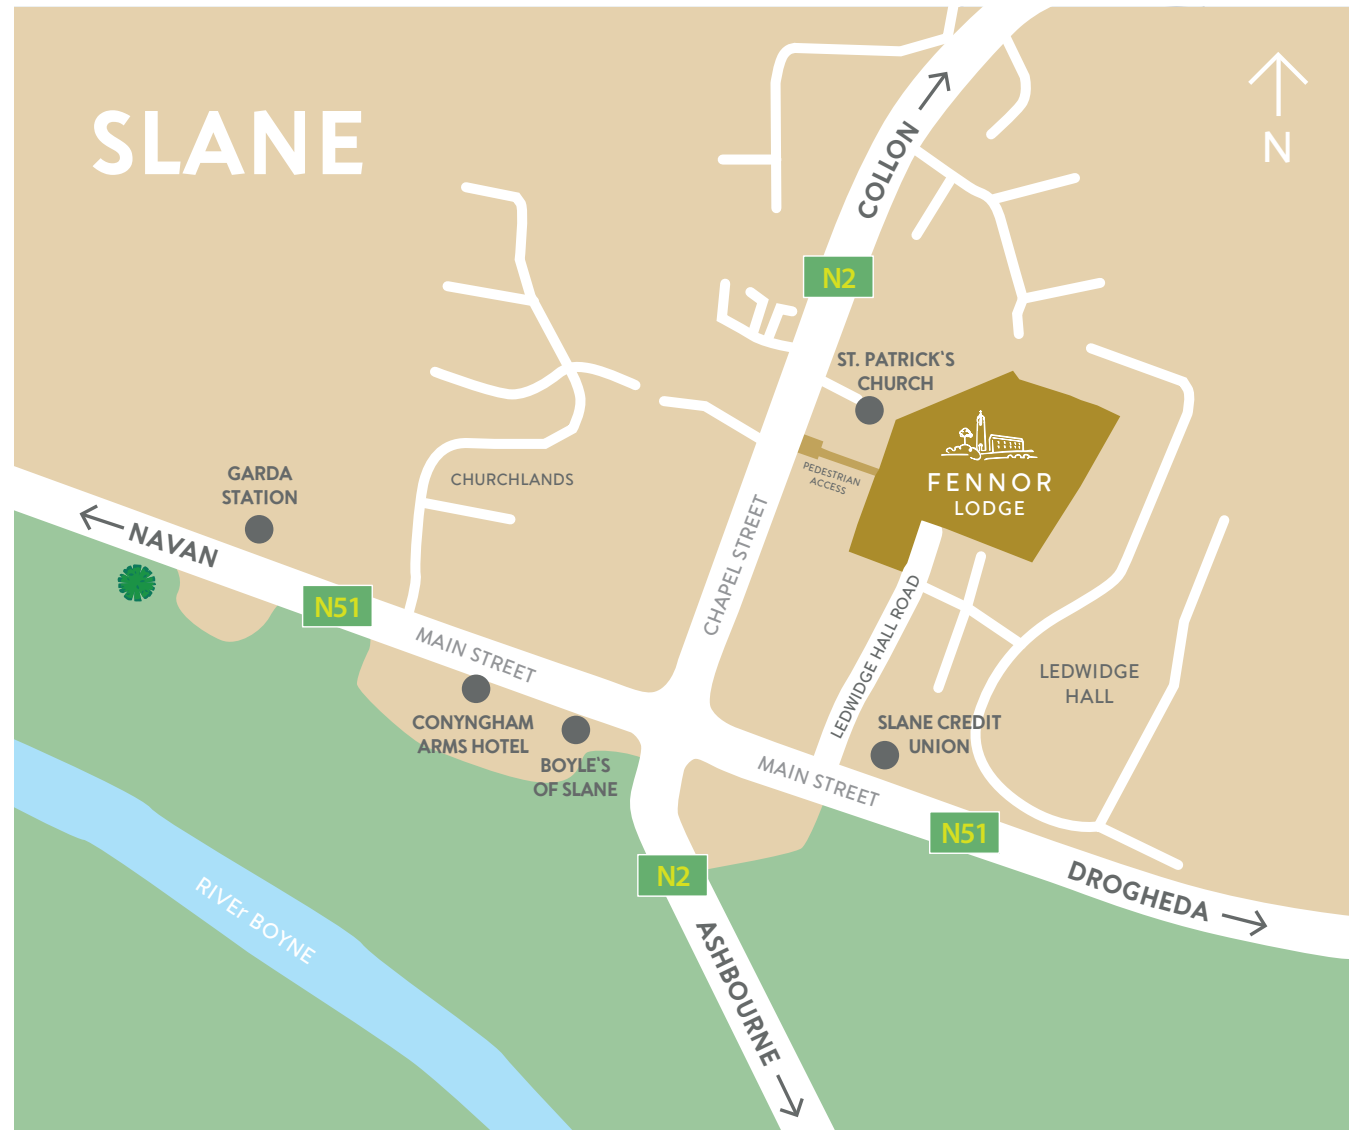 SLANE
N
COLLON
N2
ST. PATRICK'S
CHURCH
FENNOR
LODGE
PEDESTRIAN
ACCESS
GARDA
STATION
CHURCHLANDS
NAVAN
N51
MAIN STREET
CHAPEL STREET
LEDWIDGE HALL ROAD
LEDWIDGE
HALL
CONYNGHAM
ARMS HOTEL
BOYLE'S
OF SLANE
SLANE CREDIT
UNION
MAIN STREET
N51
N2
DROGHEDA
RIVEr BOYNE
ASHBOURNE